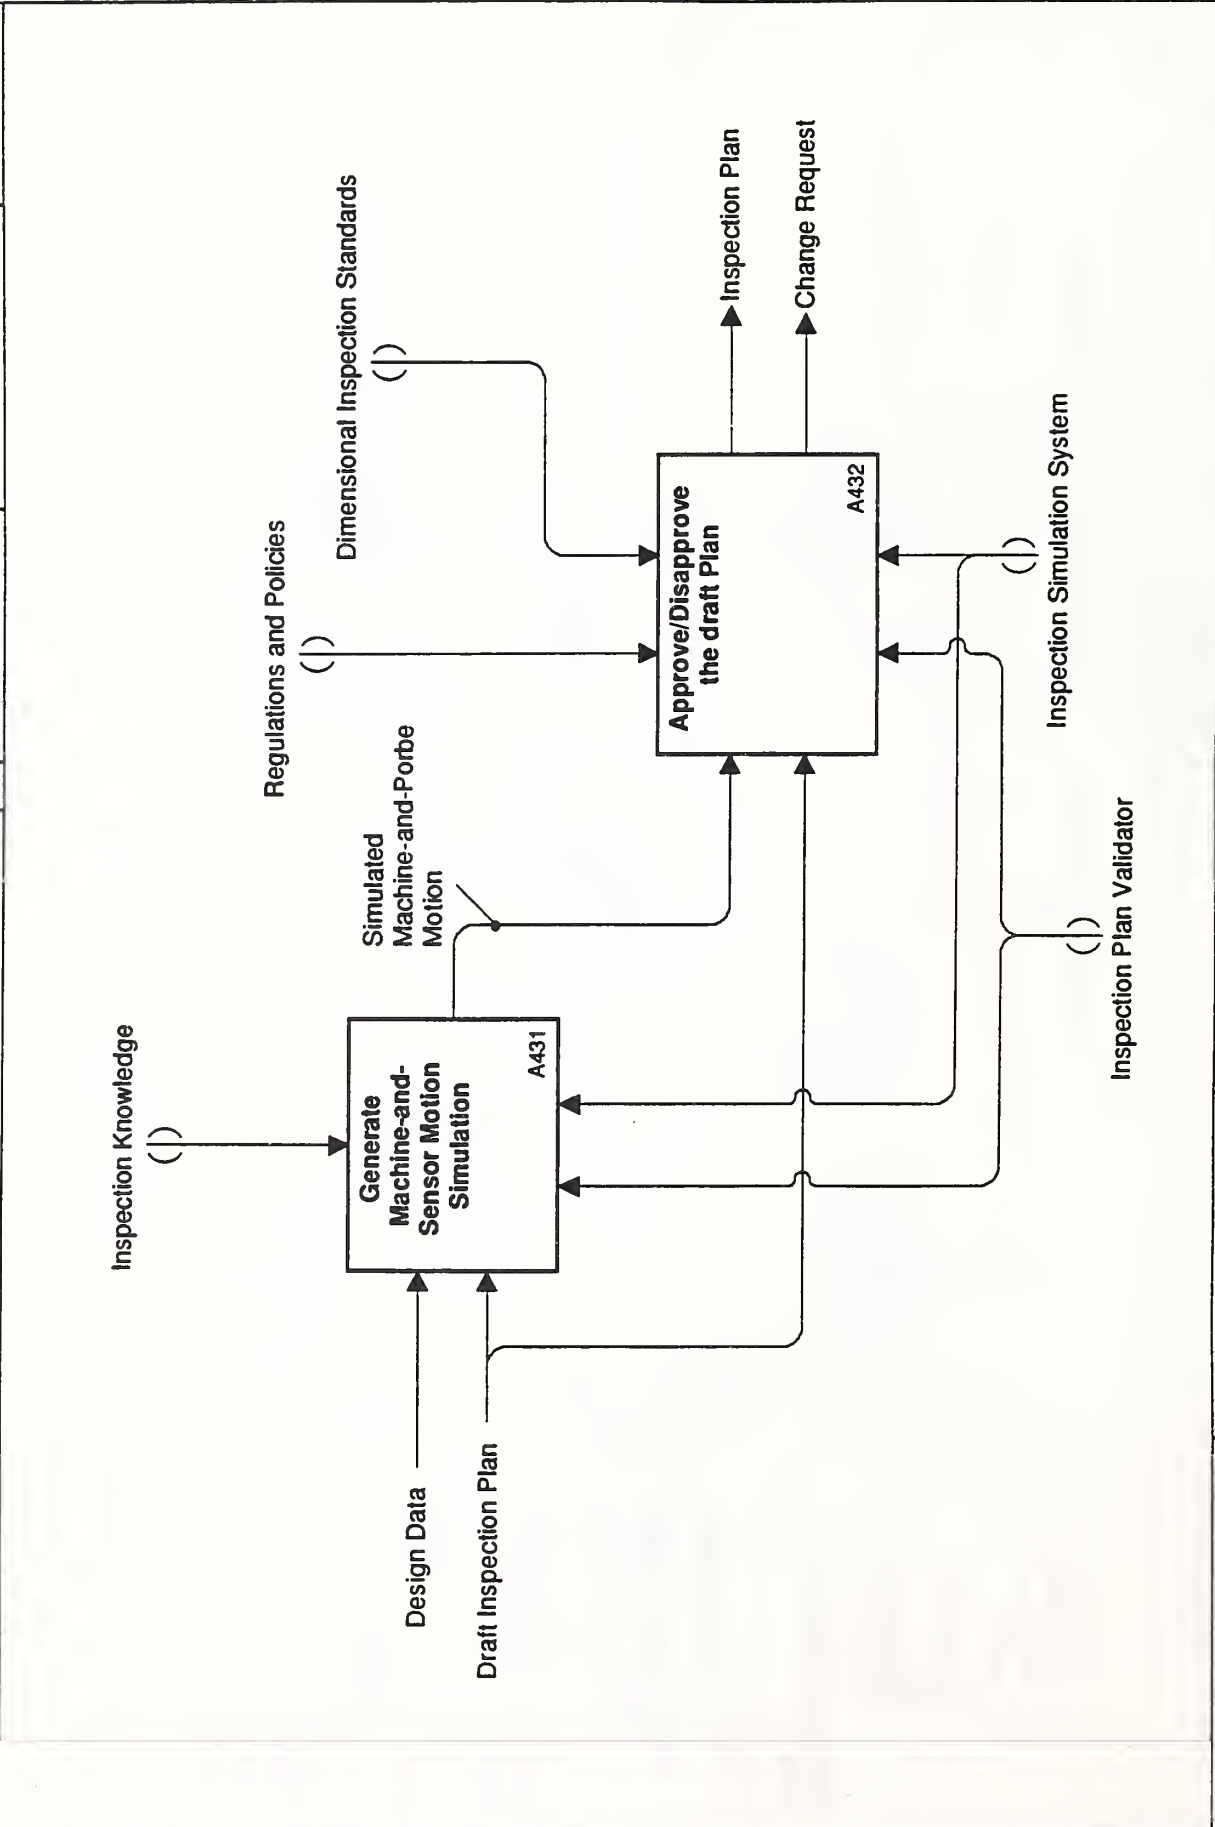 Inspection Knowledge
Regulations and Policies
Dimensional Inspection Standards
Simulated
Machine-and-Porbe
Motion
Generate
Machine-and-
Sensor Motion
Simulation
A431
Design Data
Draft Inspection Plan
Approve/Disapprove
the draft Plan
A432
Inspection Plan
Change Request
Inspection Simulation System
Inspection Plan Validator